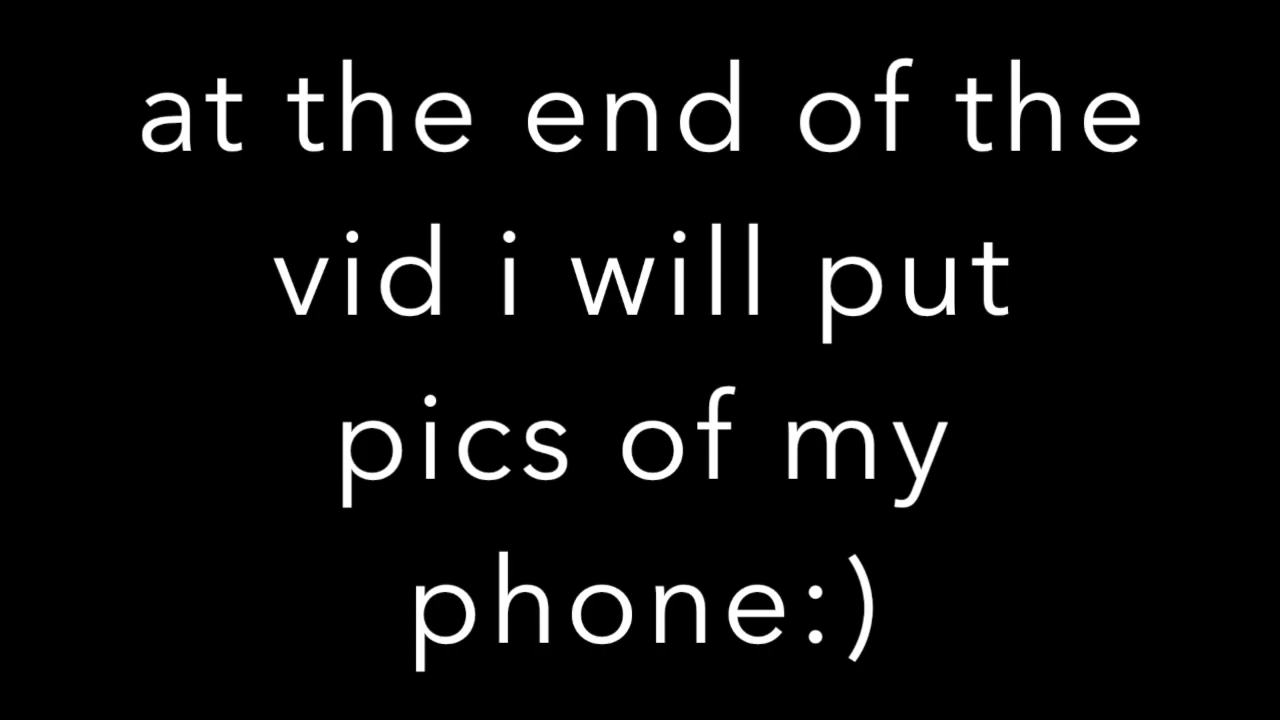 at the end of the
vid i will put
pics of my
phone:)